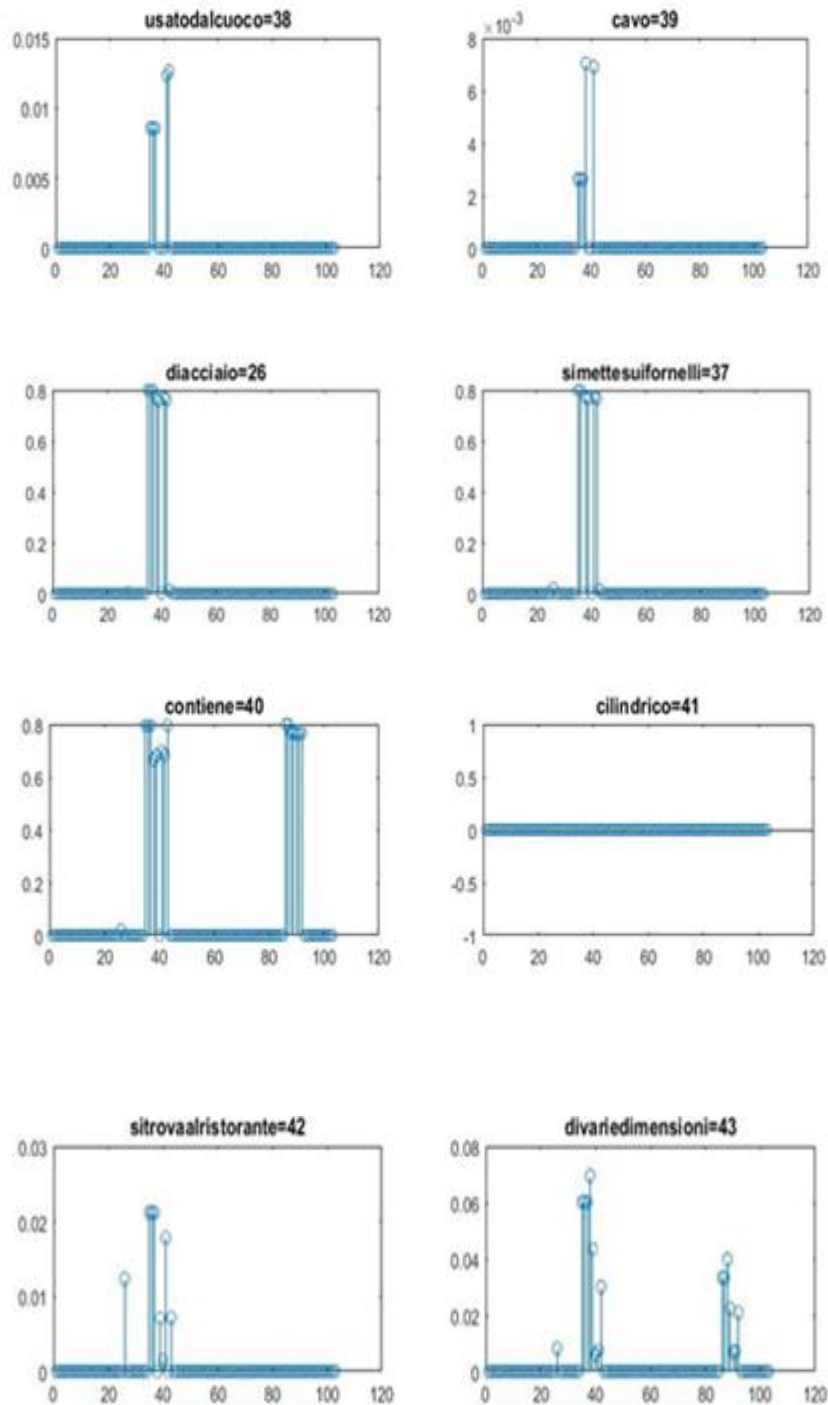 usatodalcuoco=38
0.015
0.01
0.005
0
0 20 40 60 80 100 120
cavo=39
×10⁻³
8
6
4
2
0
0 20 40 60 80 100 120
diacciaio=26
0.8
0.6
0.4
0.2
0
0 20 40 60 80 100 120
simettesuifornelli=37
0.8
0.6
0.4
0.2
0
0 20 40 60 80 100 120
contiene=40
0.8
0.6
0.4
0.2
0
0 20 40 60 80 100 120
cilindrico=41
1
0.5
0
-0.5
-1
0 20 40 60 80 100 120
sitrovaalristorante=42
0.03
0.02
0.01
0
0 20 40 60 80 100 120
divariedimensioni=43
0.08
0.06
0.04
0.02
0
0 20 40 60 80 100 120